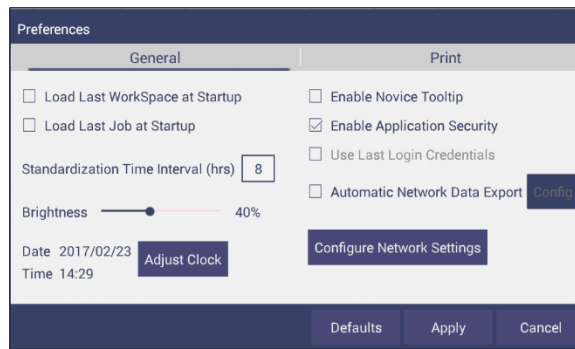 Preferences
General
Print
Load Last WorkSpace at Startup
Load Last Job at Startup
Standardization Time Interval (hrs) 8
Brightness 40%
Date 2017/02/23
Time 14:29
Adjust Clock
Enable Novice Tooltip
Enable Application Security
Use Last Login Credentials
Automatic Network Data Export Config
Configure Network Settings
Defaults
Apply
Cancel